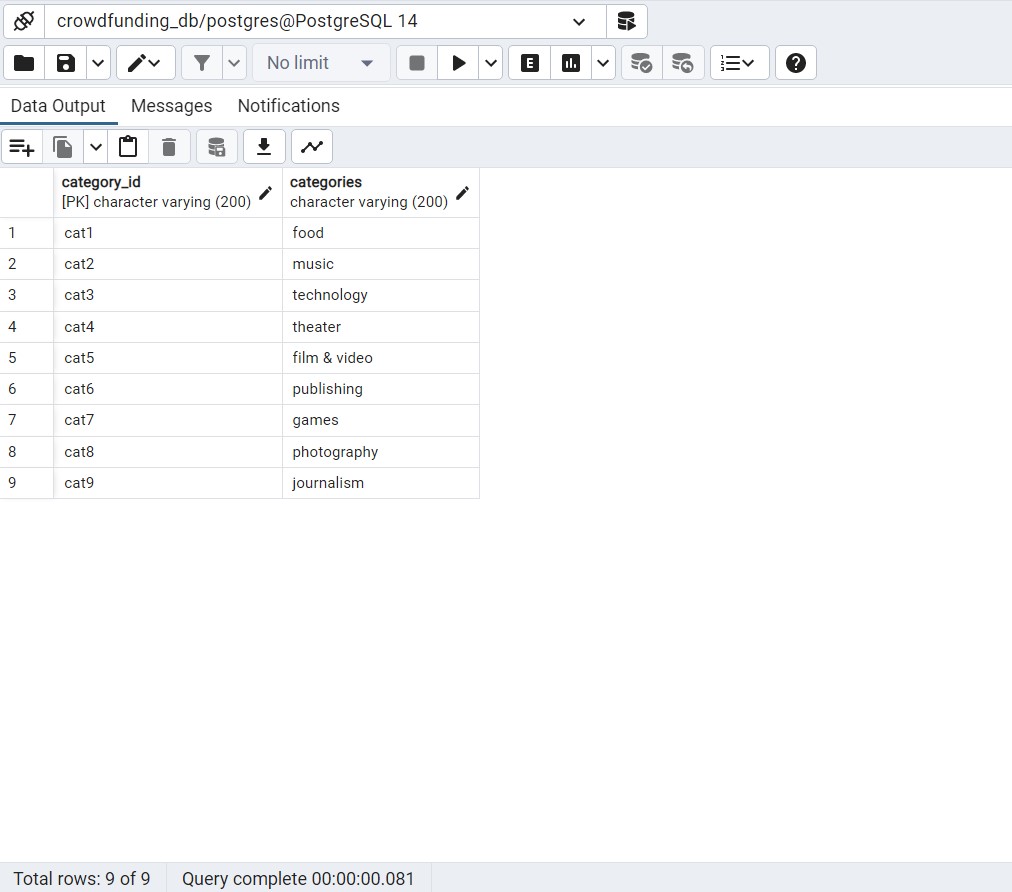 crowdfunding_db/postgres@PostgreSQL 14
No limit
E
Data Output Messages Notifications
category_id categories
[PK] character varying (200) character varying (200)
1 cat1 food
2 cat2 music
3 cat3 technology
4 cat4 theater
5 cat5 film & video
6 cat6 publishing
7 cat7 games
8 cat8 photography
9 cat9 journalism
Total rows: 9 of 9 Query complete 00:00:00.081